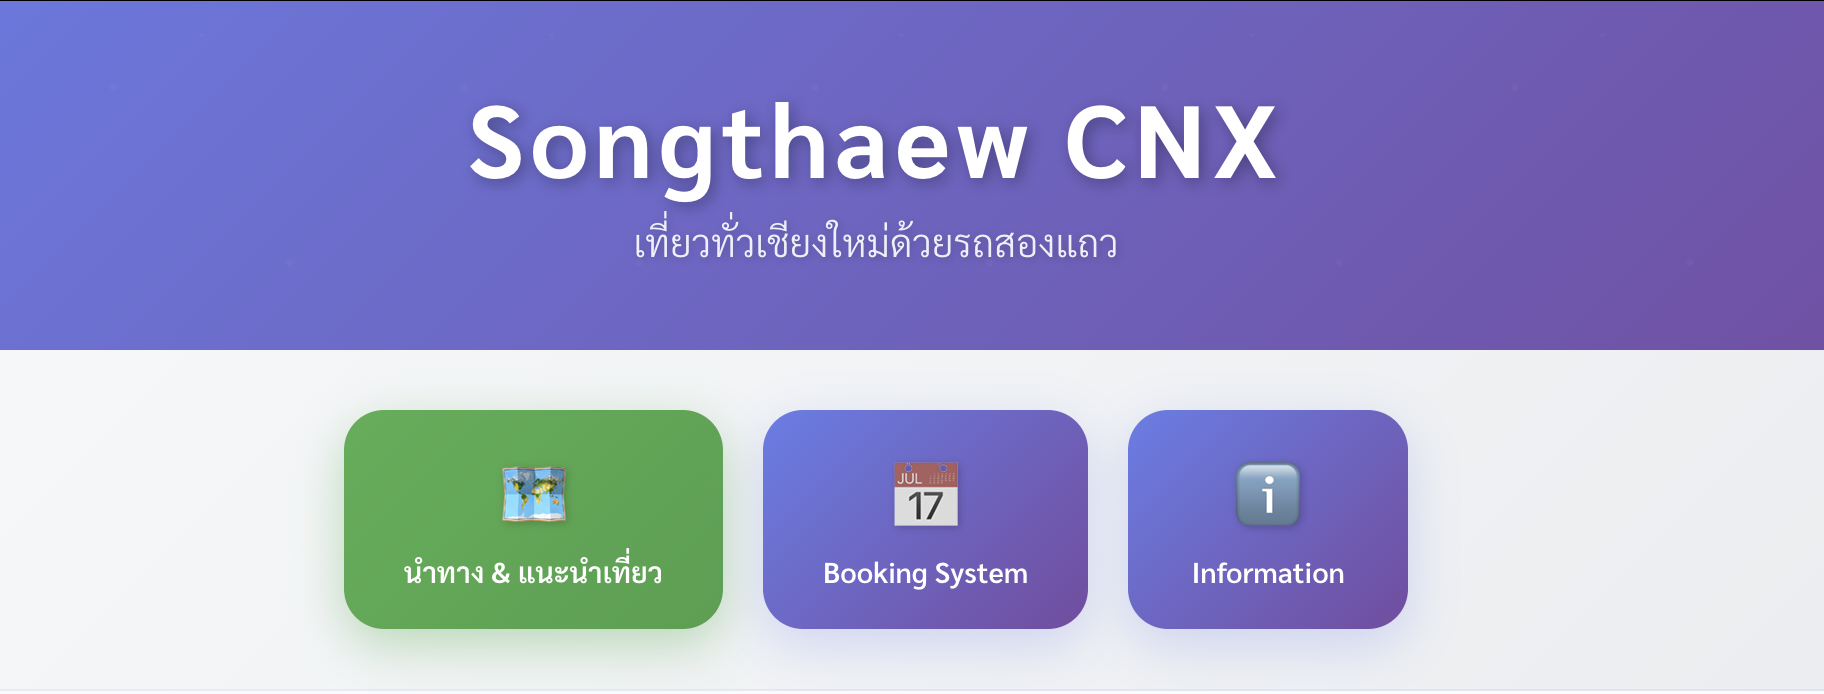 Songthaew CNX
เที่ยวทั่วเชียงใหม่ด้วยรถสองแถว
JUL
17
นำทาง & แนะนำเที่ยว
Booking System
Information